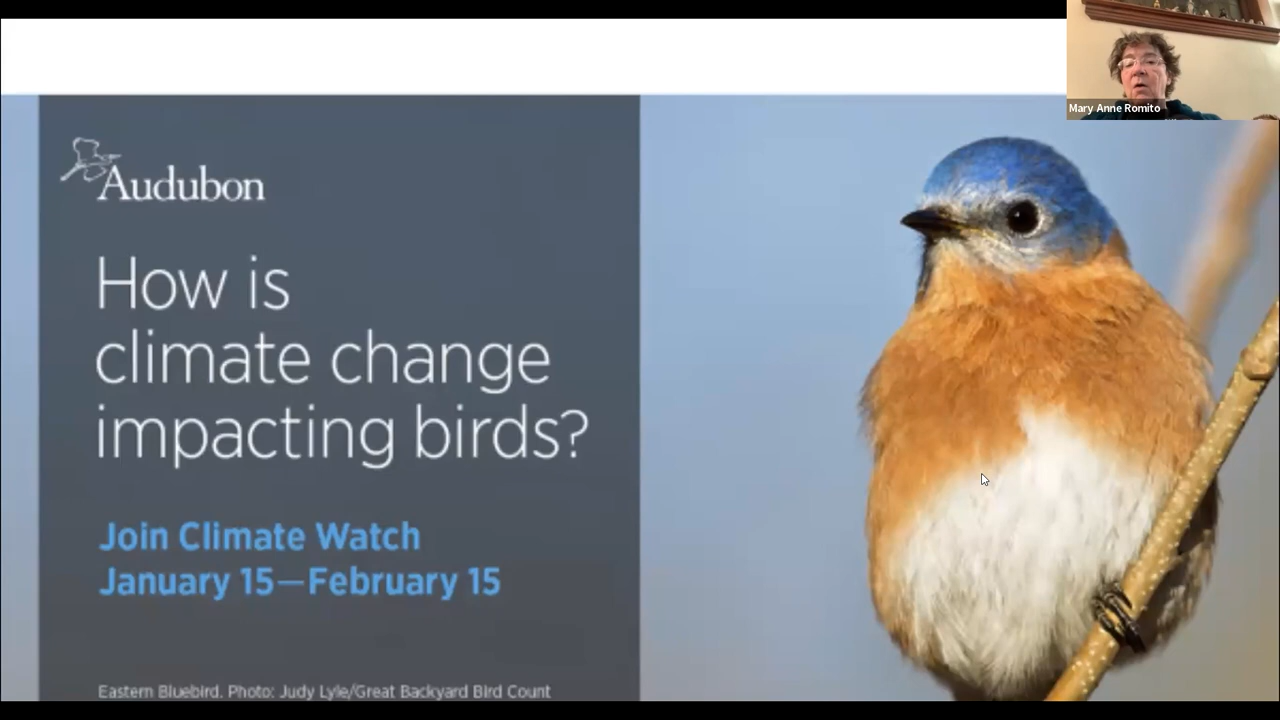 Mary Anne Romito
Audubon
How is
climate change
impacting birds?
Join Climate Watch
January 15—February 15
Eastern Bluebird. Photo: Judy Lyle/Great Backyard Bird Count